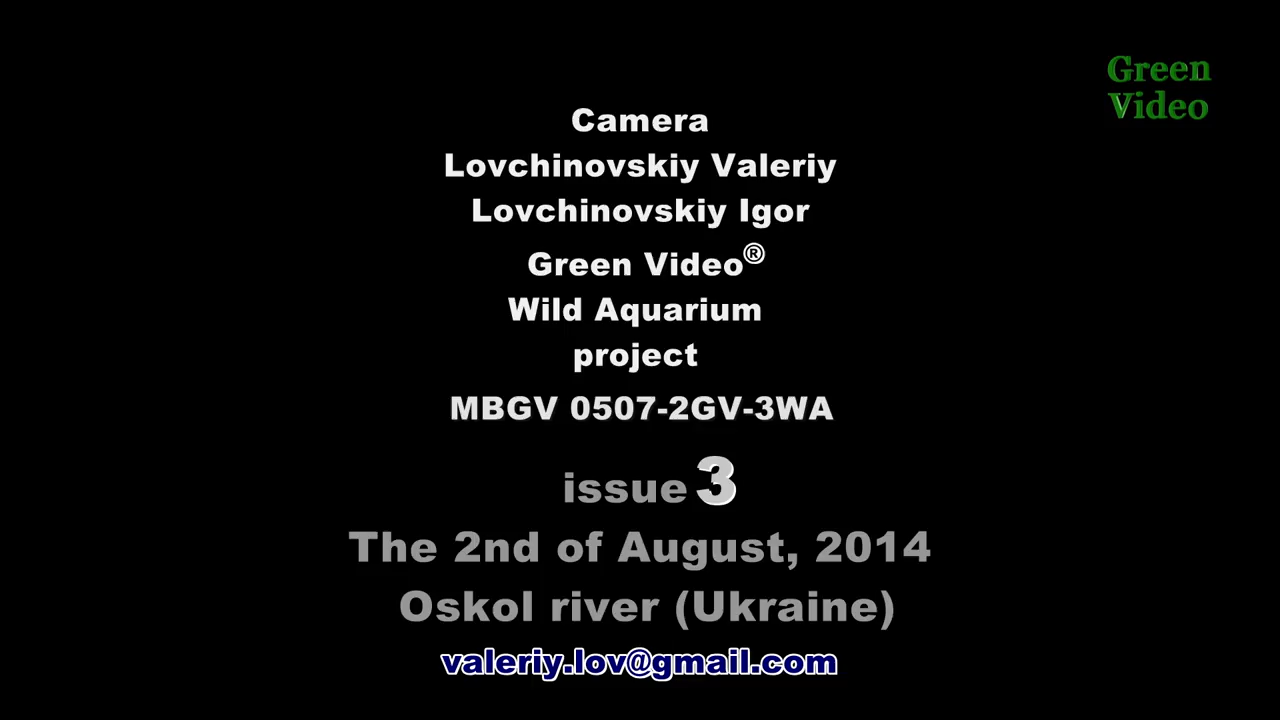 Green
Video
Camera
Lovchinovskiy Valeriy
Lovchinovskiy Igor
Green Video®
Wild Aquarium
project
MBGV 0507-2GV-3WA
issue 3
The 2nd of August, 2014
Oskol river (Ukraine)
valeriy.lov@gmail.com